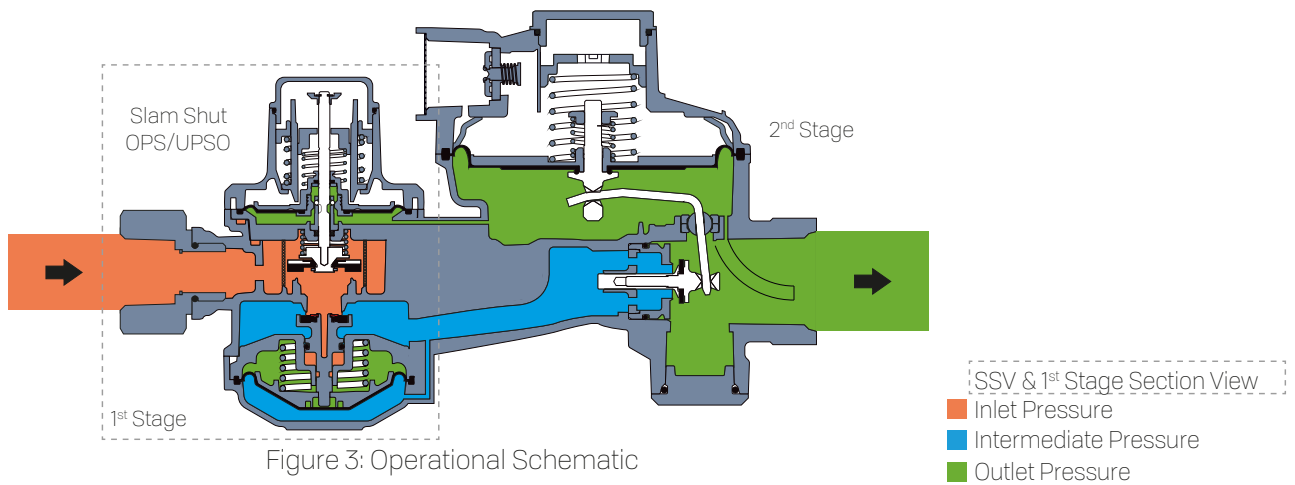 Slam Shut
OPS/UPSO
2nd Stage
1st Stage
SSV & 1st Stage Section View
Inlet Pressure
Intermediate Pressure
Outlet Pressure
Figure 3: Operational Schematic